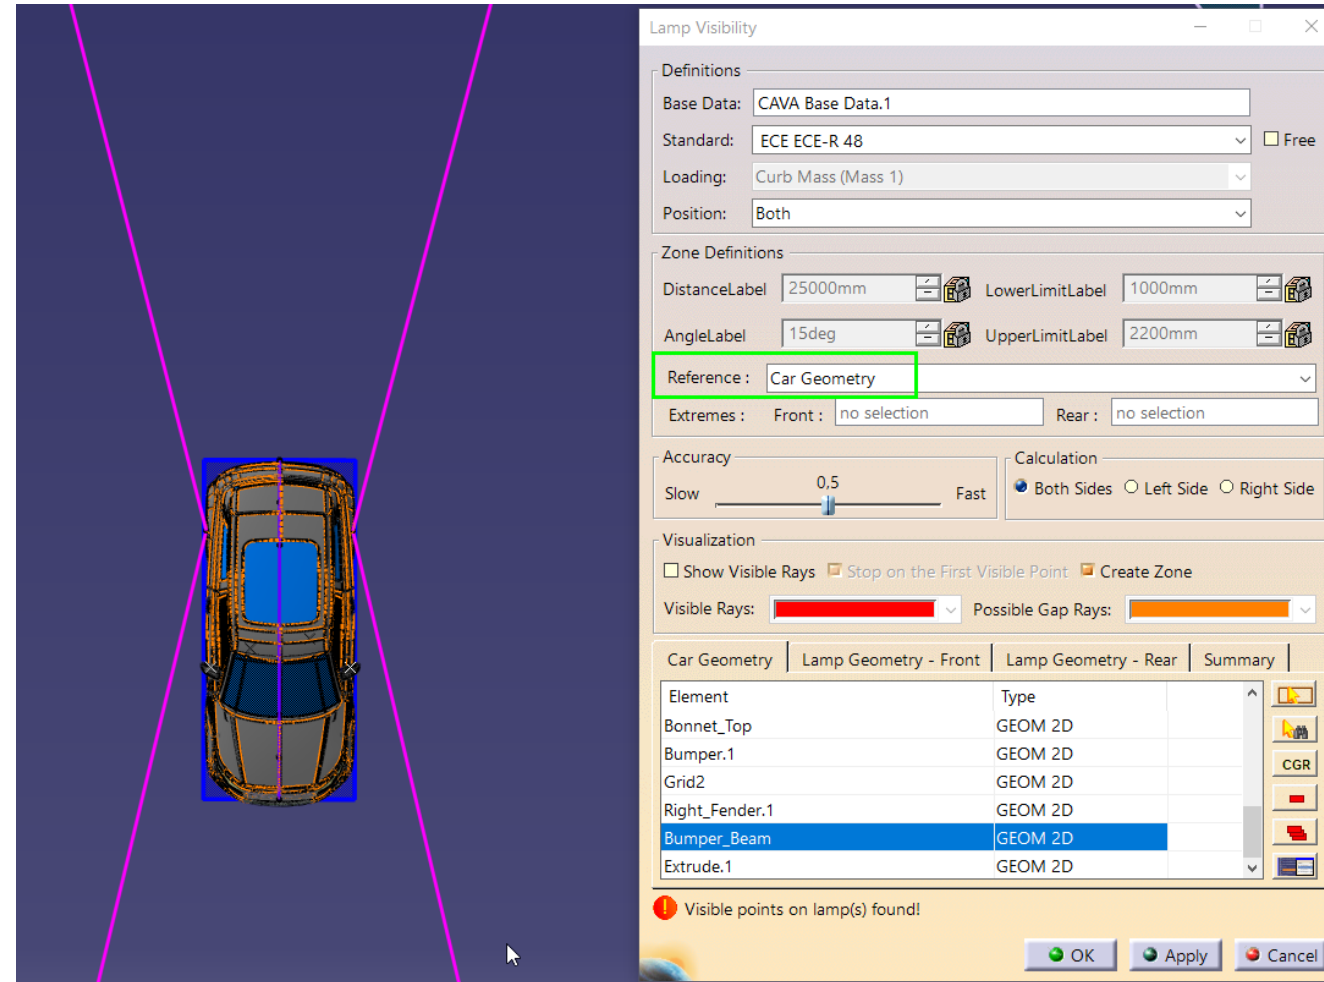 Lamp Visibility
Definitions
Base Data: CAVA Base Data.1
Standard: ECE ECE-R 48 Free
Loading: Curb Mass (Mass 1)
Position: Both
Zone Definitions
DistanceLabel 25000mm LowerLimitLabel 1000mm
AngleLabel 15deg UpperLimitLabel 2200mm
Reference : Car Geometry
Extremes : Front : no selection Rear : no selection
Accuracy
Slow 0,5 Fast
Calculation
Both Sides Left Side Right Side
Visualization
Show Visible Rays Stop on the First Visible Point Create Zone
Visible Rays: Possible Gap Rays:
Car Geometry Lamp Geometry - Front Lamp Geometry - Rear Summary
Element Type
Bonnet_Top GEOM 2D
Bumper.1 GEOM 2D
CGR
Grid2 GEOM 2D
Right_Fender.1 GEOM 2D
Bumper_Beam GEOM 2D
Extrude.1 GEOM 2D
Visible points on lamp(s) found!
OK Apply Cancel